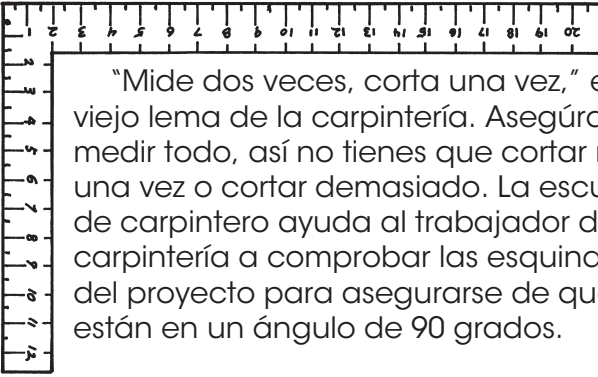 1 2 3 4 5 6 7 8 9 10 11 12 13 14 15 16 17 18 19 20
2
3
4
5
6
7
8
9
10
11
12
“Mide dos veces, corta una vez,” e
viejo lema de la carpintería. Asegúra
medir todo, así no tienes que cortar
una vez o cortar demasiado. La escu
de carpintero ayuda al trabajador d
carpintería a comprobar las esquina
del proyecto para asegurarse de que
están en un ángulo de 90 grados.